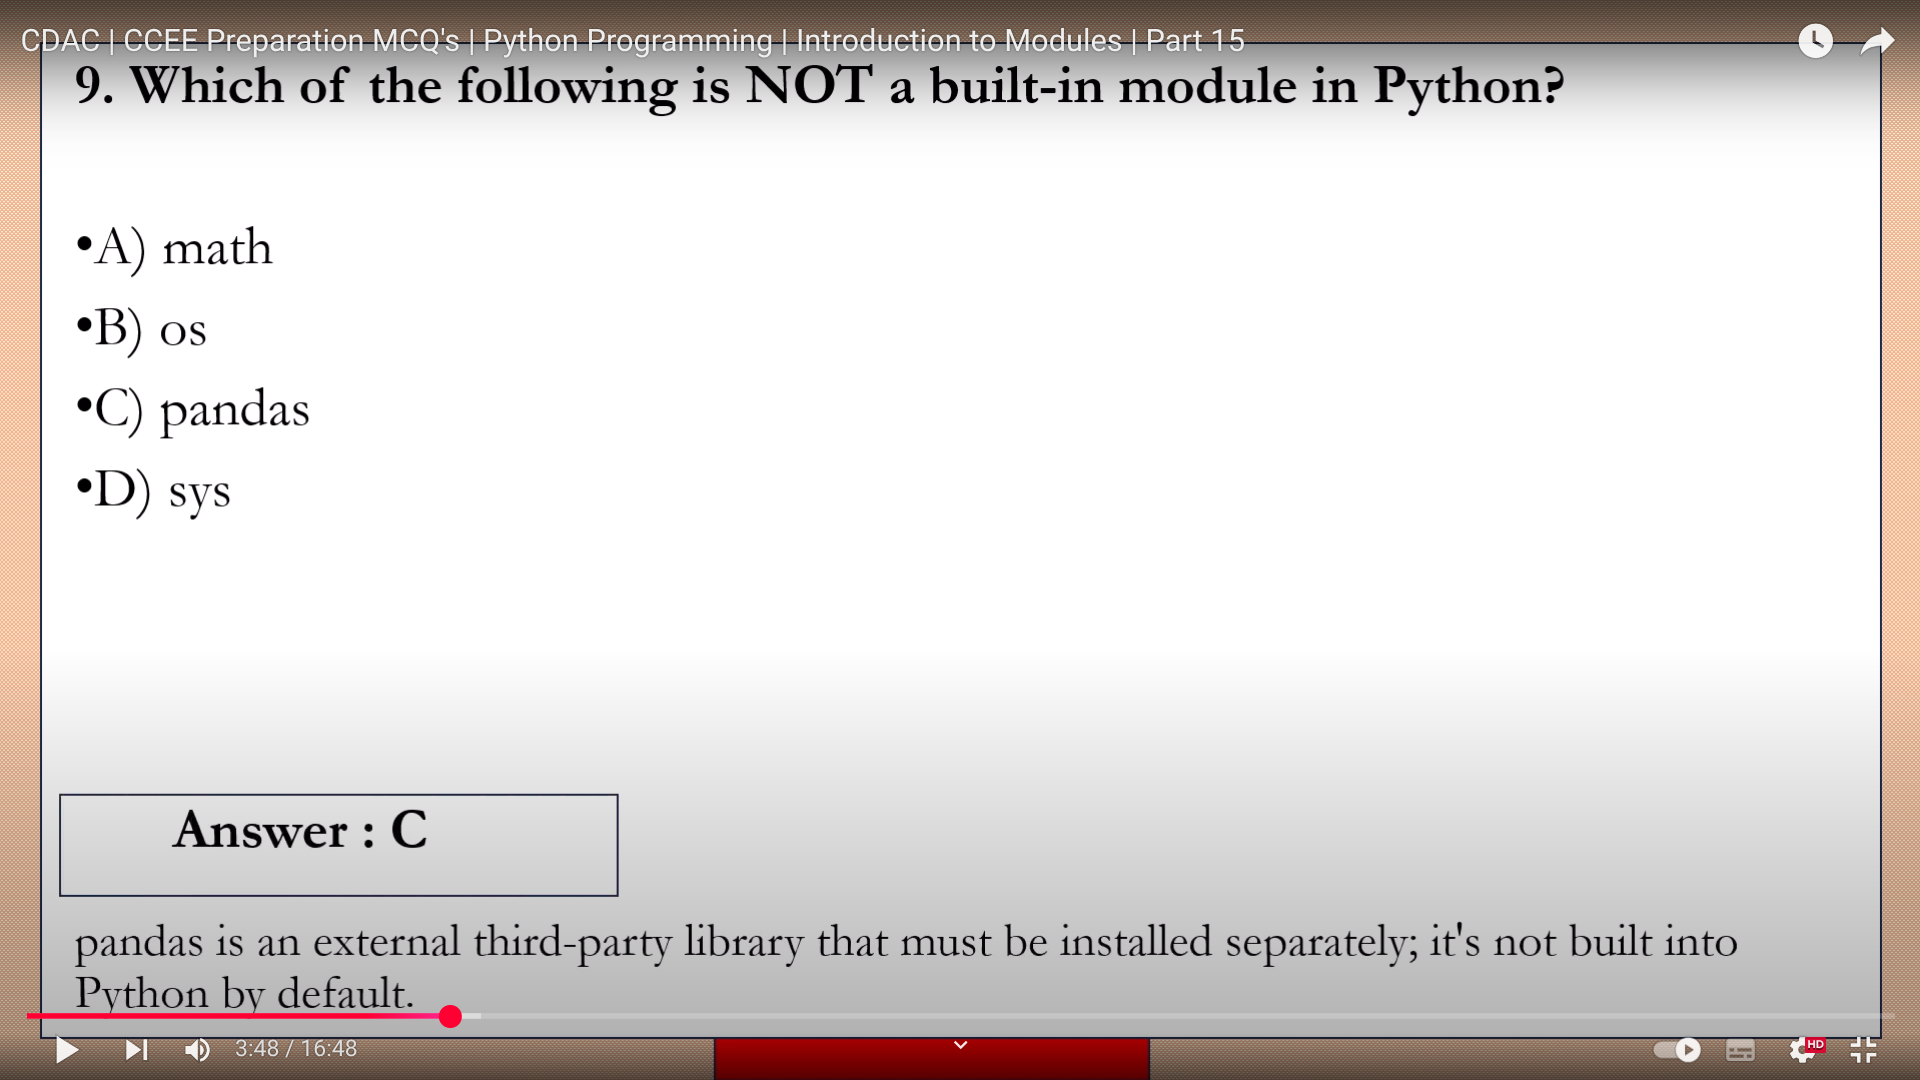 CDAC | CCEE Preparation MCQ's | Python Programming | Introduction to Modules | Part 15
9. Which of the following is NOT a built-in module in Python?
•A) math
•B) os
•C) pandas
•D) sys
Answer : C
pandas is an external third-party library that must be installed separately; it's not built into
Python by default.
3:48 / 16:48
HD